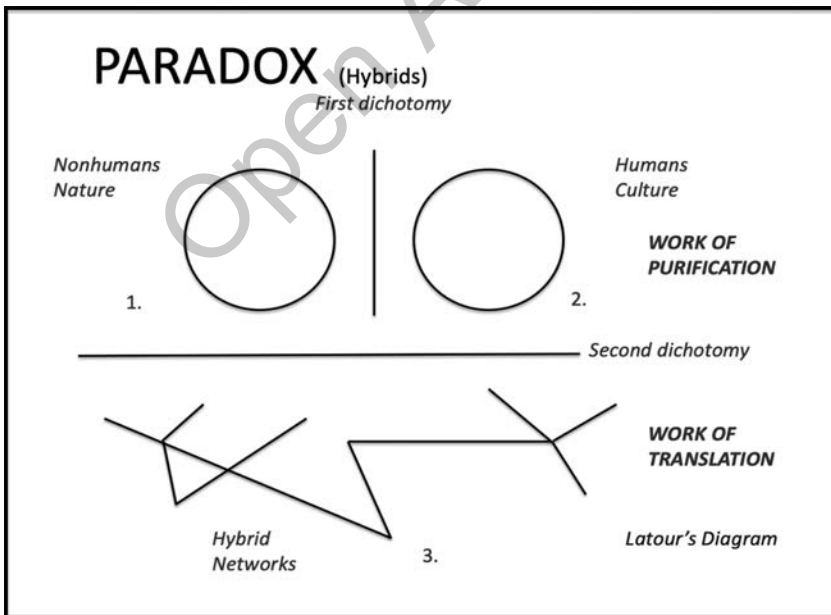 PARADOX (Hybrids)
First dichotomy
Nonhumans
Nature
Humans
Culture
WORK OF
PURIFICATION
1.
2.
Second dichotomy
WORK OF
TRANSLATION
Hybrid
Networks
3.
Latour’s Diagram
Open